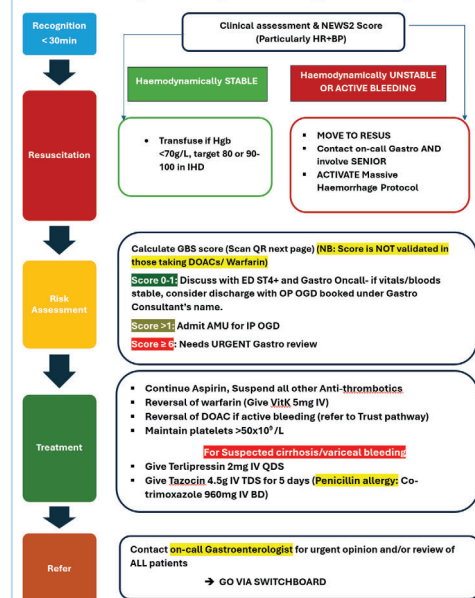 Recognition
< 30min
Clinical assessment & NEWS2 Score
(Particularly HR+BP)
Haemodynamically STABLE
Haemodynamically UNSTABLE
OR ACTIVE BLEEDING
Resuscitation
▪ Transfuse if Hgb
<70g/L, target 80 or 90-
100 in IHD
▪ MOVE TO RESUS
▪ Contact on-call Gastro AND
involve SENIOR
▪ ACTIVATE Massive
Haemorrhage Protocol
Risk
Assessment
Calculate GBS score (Scan QR next page) (NB: Score is NOT validated in
those taking DOACs/ Warfarin)
Score 0-1: Discuss with ED ST4+ and Gastro Oncall- if vitals/bloods
stable, consider discharge with OP OGD booked under Gastro
Consultant's name.
Score >1: Admit AMU for IP OGD
Score ≥ 6: Needs URGENT Gastro review
Treatment
▪ Continue Aspirin, Suspend all other Anti-thrombotics
▪ Reversal of warfarin (Give VitK 5mg IV)
▪ Reversal of DOAC if active bleeding (refer to Trust pathway)
▪ Maintain platelets >50x10⁹/L
For Suspected cirrhosis/variceal bleeding
▪ Give Terlipressin 2mg IV QDS
▪ Give Tazocin 4.5g IV TDS for 5 days (Penicillin allergy: Co-
trimoxazole 960mg IV BD)
Refer
Contact on-call Gastroenterologist for urgent opinion and/or review of
ALL patients
→ GO VIA SWITCHBOARD